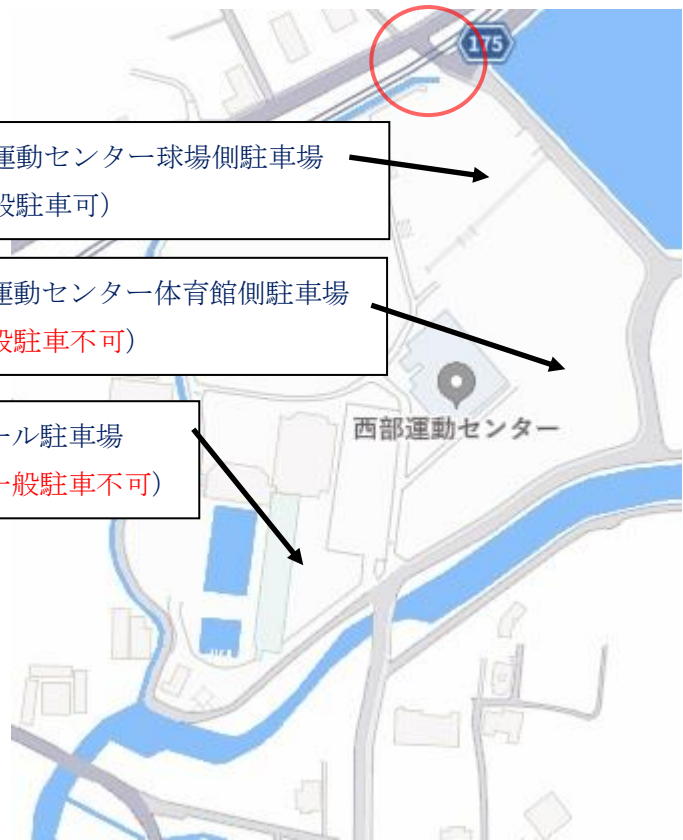 175
運動センター球場側駐車場
般駐車可）
運動センター体育館側駐車場
般駐車不可）
西部運動センター
ール駐車場
一般駐車不可）